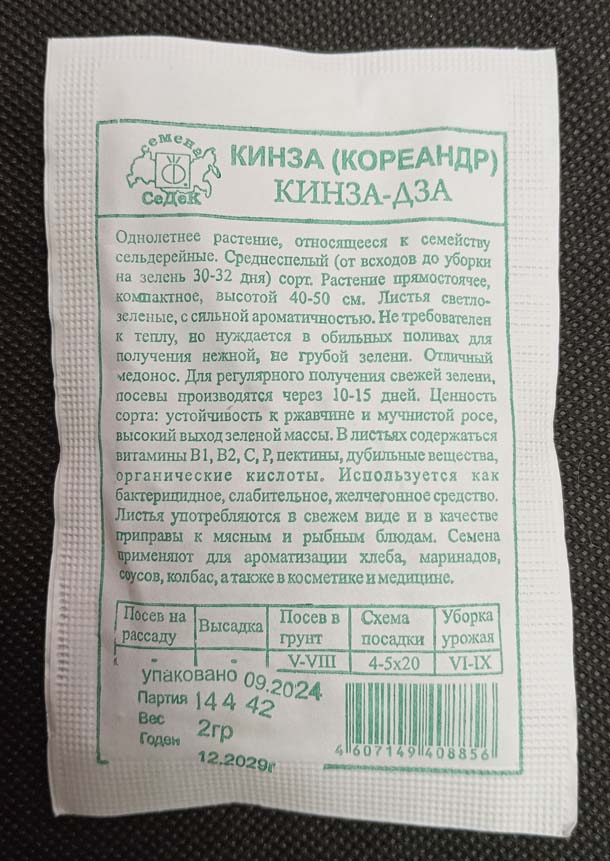 семена
СеДеК
КИНЗА (КОРЕАНДР)
КИНЗА-ДЗА
Однолетнее растение, относящееся к семейству
сельдерейные. Среднеспелый (от всходов до уборки
на зелень 30-32 дня) сорт. Растение прямостоячее,
компактное, высотой 40-50 см. Листья светло-
зеленые, с сильной ароматичностью. Не требователен
к теплу, но нуждается в обильных поливах для
получения нежной, не грубой зелени. Отличный
медонос. Для регулярного получения свежей зелени,
посевы производятся через 10-15 дней. Ценность
сорта: устойчивость к ржавчине и мучнистой росе,
высокий выход зеленой массы. В листьях содержаться
витамины В1, В2, С, Р, пектины, дубильные вещества,
органические кислоты. Используется как
бактерицидное, слабительное, желчегонное средство.
Листья употребляются в свежем виде и в качестве
приправы к мясным и рыбным блюдам. Семена
применяют для ароматизации хлеба, маринадов,
соусов, колбас, а также в косметике и медицине.
Посев на рассаду Высадка Посев в грунт Схема посадки Уборка урожая
- - V-VIII 4-5х20 VI-IX
упаковано 09.2024
Партия 14 4 42
Вес 2гр
Годен 12.2029г
4 607149 408856